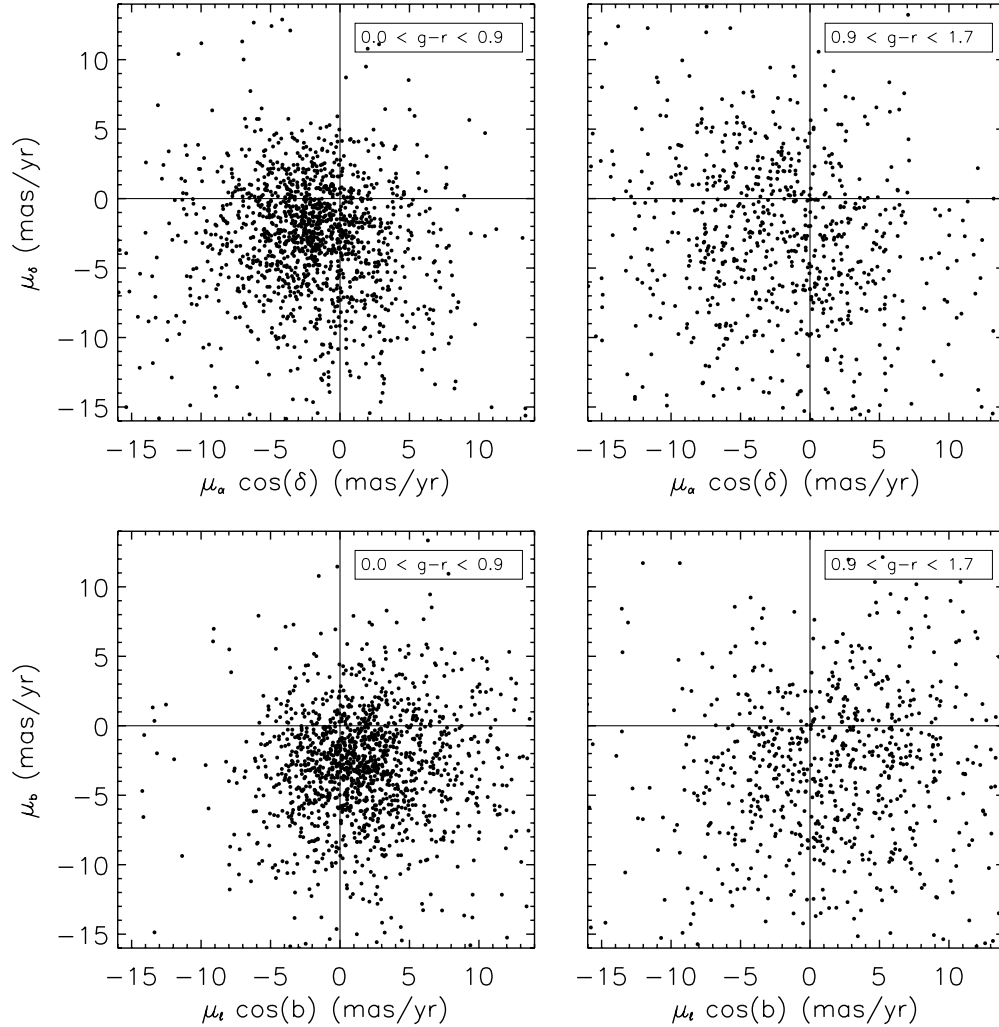 0.0 < g-r < 0.9
0.9 < g-r < 1.7
10
5
0
−5
−10
−15
μδ (mas/yr)
−15 −10 −5 0 5 10
−15 −10 −5 0 5 10
μα cos(δ) (mas/yr)
μα cos(δ) (mas/yr)
0.0 < g-r < 0.9
0.9 < g-r < 1.7
10
5
0
−5
−10
−15
μb (mas/yr)
−15 −10 −5 0 5 10
−15 −10 −5 0 5 10
μℓ cos(b) (mas/yr)
μℓ cos(b) (mas/yr)